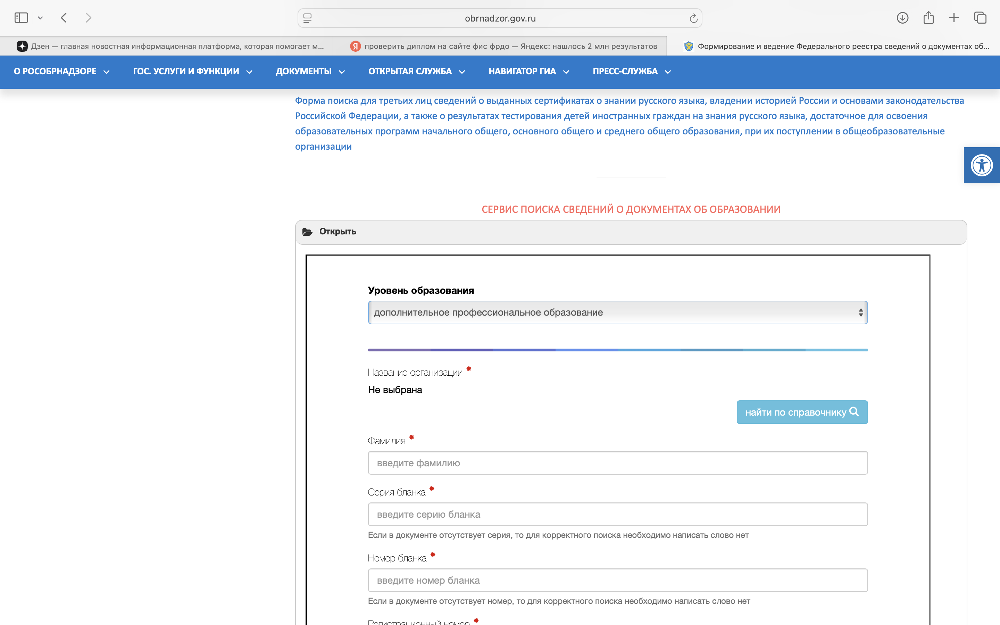 obrnadzor.gov.ru
Дзен — главная новостная информационная платформа, которая помогает м...
Я проверить диплом на сайте фис фрдо — Яндекс: нашлось 2 млн результатов
Формирование и ведение Федерального реестра сведений о документах об...
О РОСОБРНАДЗОРЕ ГОС. УСЛУГИ И ФУНКЦИИ ДОКУМЕНТЫ ОТКРЫТАЯ СЛУЖБА НАВИГАТОР ГИА ПРЕСС-СЛУЖБА
Форма поиска для третьих лиц сведений о выданных сертификатах о знании русского языка, владении историей России и основами законодательства
Российской Федерации, а также о результатах тестирования детей иностранных граждан на знания русского языка, достаточное для освоения
образовательных программ начального общего, основного общего и среднего общего образования, при их поступлении в общеобразовательные
организации
СЕРВИС ПОИСКА СВЕДЕНИЙ О ДОКУМЕНТАХ ОБ ОБРАЗОВАНИИ
Открыть
Уровень образования
дополнительное профессиональное образование
Название организации *
Не выбрана
найти по справочнику
Фамилия *
введите фамилию
Серия бланка *
введите серию бланка
Если в документе отсутствует серия, то для корректного поиска необходимо написать слово нет
Номер бланка *
введите номер бланка
Если в документе отсутствует номер, то для корректного поиска необходимо написать слово нет
Регистрационный номер *